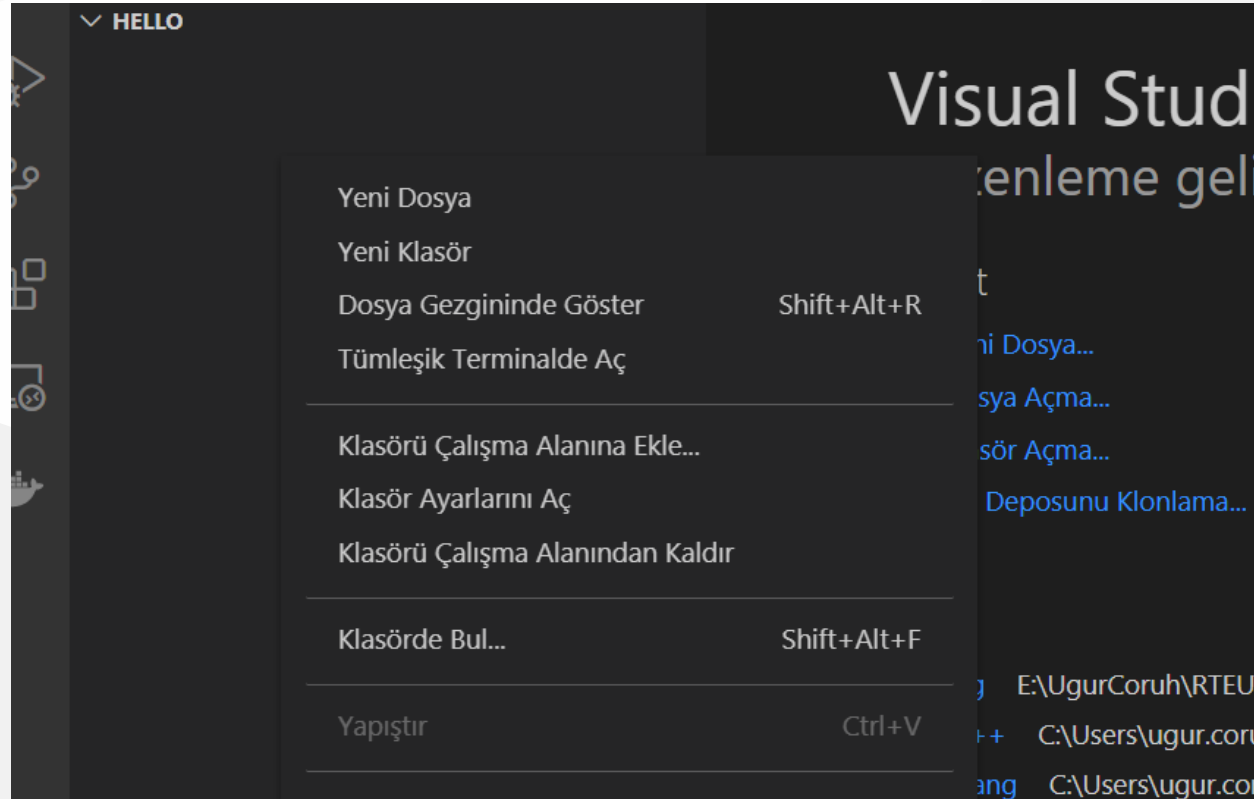 HELLO
Visual Stud
enleme geli
Yeni Dosya
Yeni Klasör
Dosya Gezgininde Göster Shift+Alt+R
Tümleşik Terminalde Aç
Klasörü Çalışma Alanına Ekle...
Klasör Ayarlarını Aç
Klasörü Çalışma Alanından Kaldır
Klasörde Bul...  Shift+Alt+F
Yapıştır Ctrl+V
t
ni Dosya...
sya Açma...
sör Açma...
Deposunu Klonlama...
g E:\UgurCoruh\RTEU
++ C:\Users\ugur.coru
ang C:\Users\ugur.cor